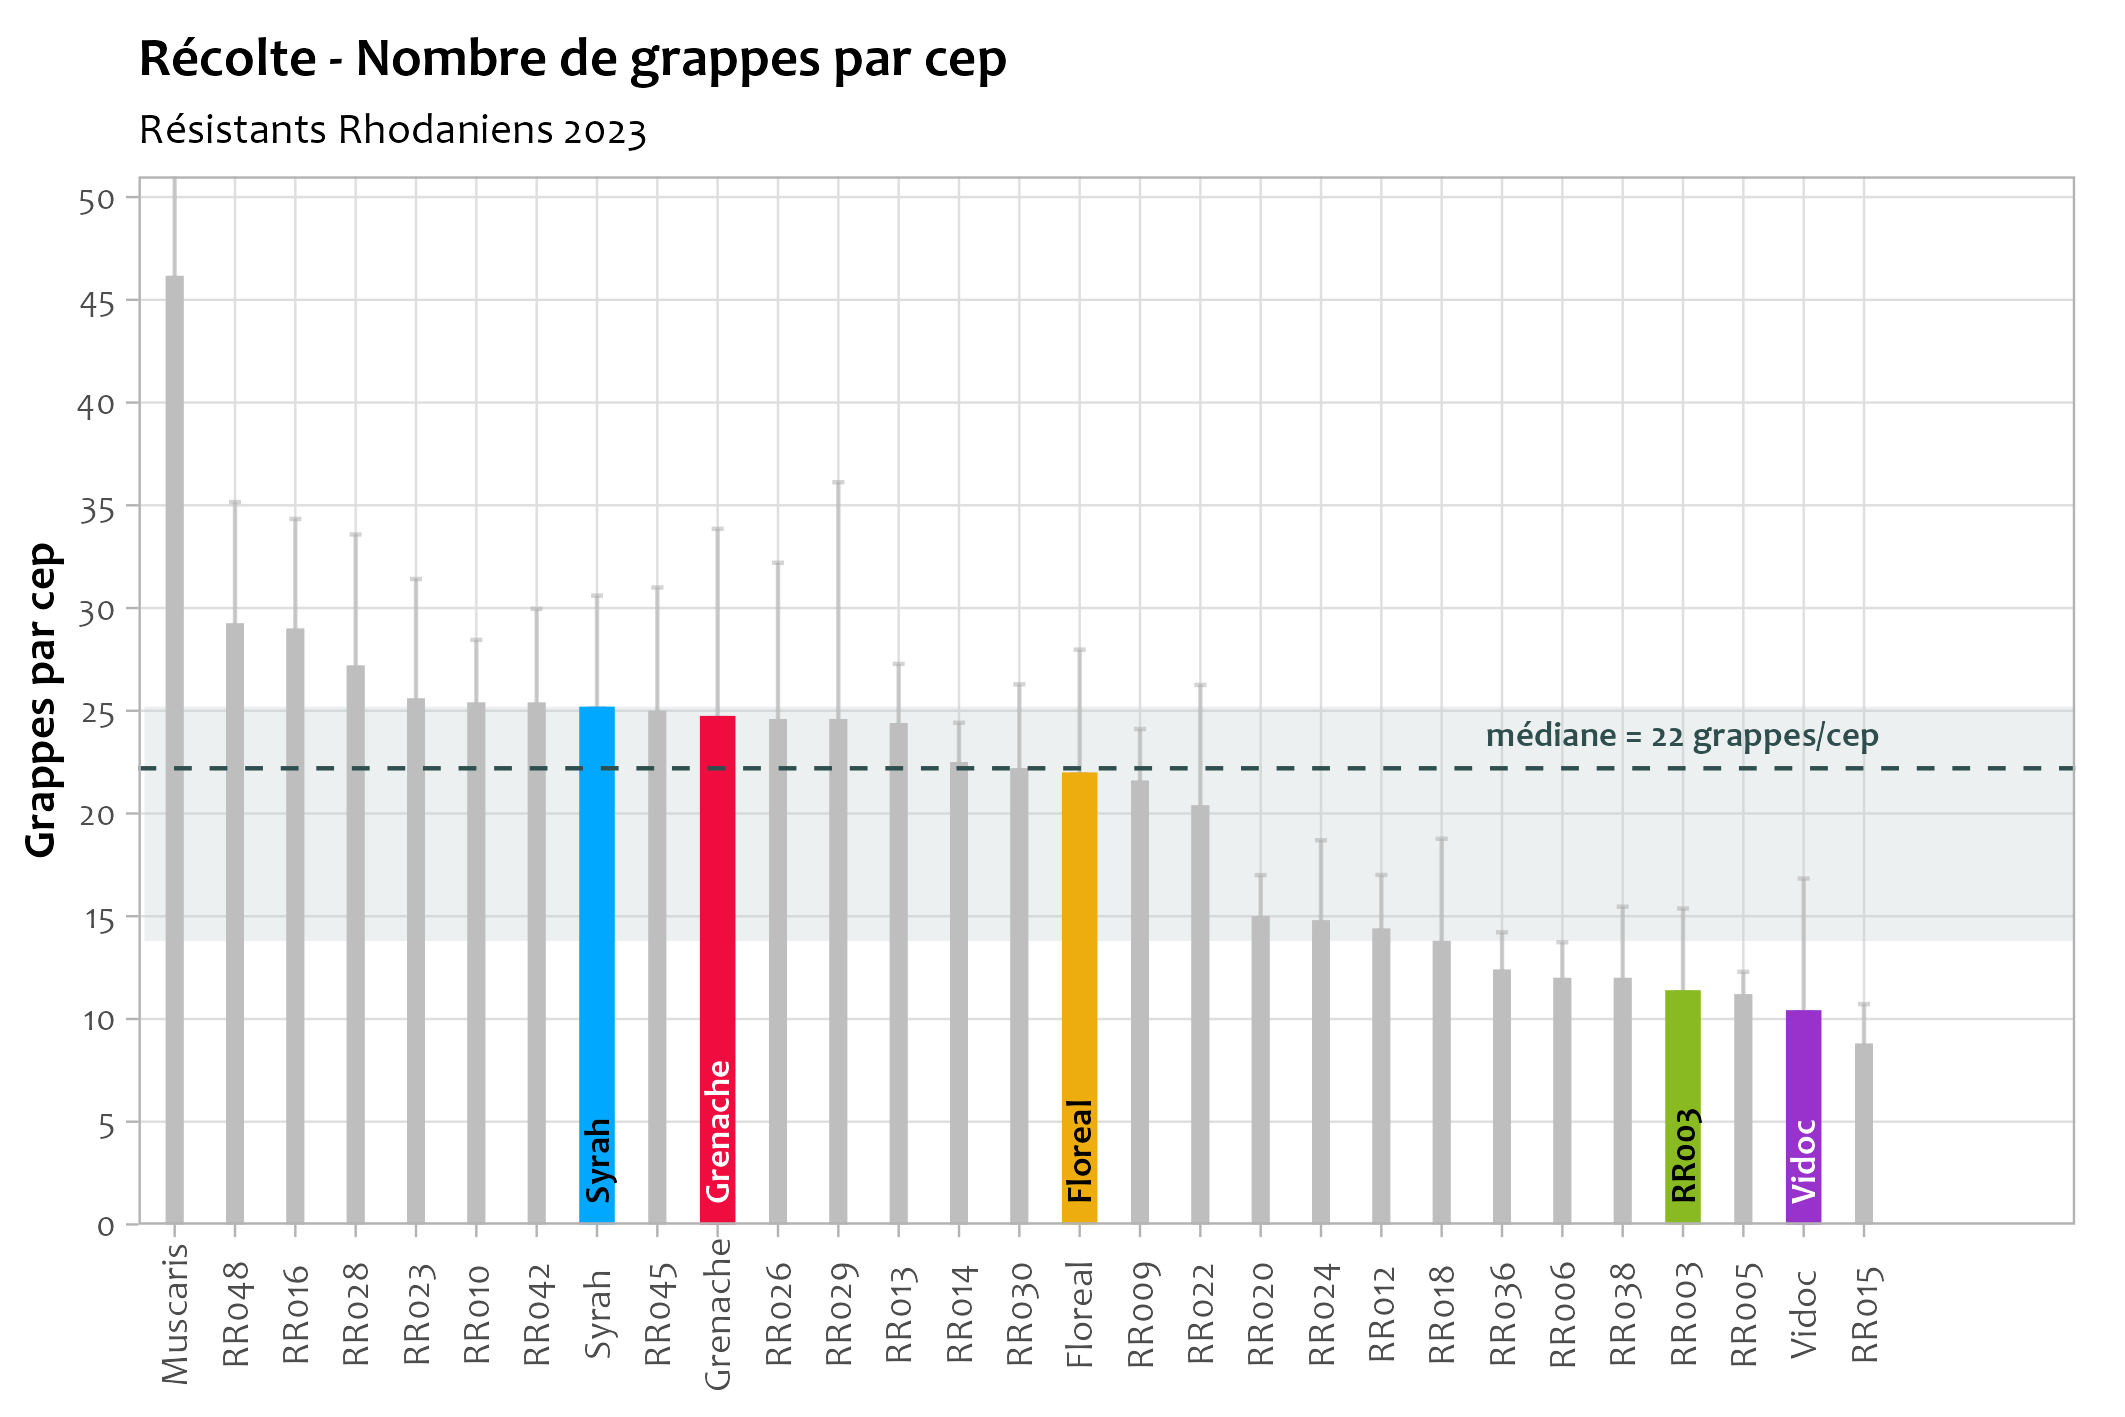 Récolte - Nombre de grappes par cep
Résistants Rhodaniens 2023
Grappes par cep
50
45
40
35
30
25
20
15
10
5
0
médiane = 22 grappes/cep
Syrah
Grenache
Floreal
RR003
Vidoc
Muscaris
RR048
RR016
RR028
RR023
RR010
RR042
Syrah
RR045
Grenache
RR026
RR029
RR013
RR014
RR030
Floreal
RR009
RR022
RR020
RR024
RR012
RR018
RR036
RR006
RR038
RR003
RR005
Vidoc
RR015